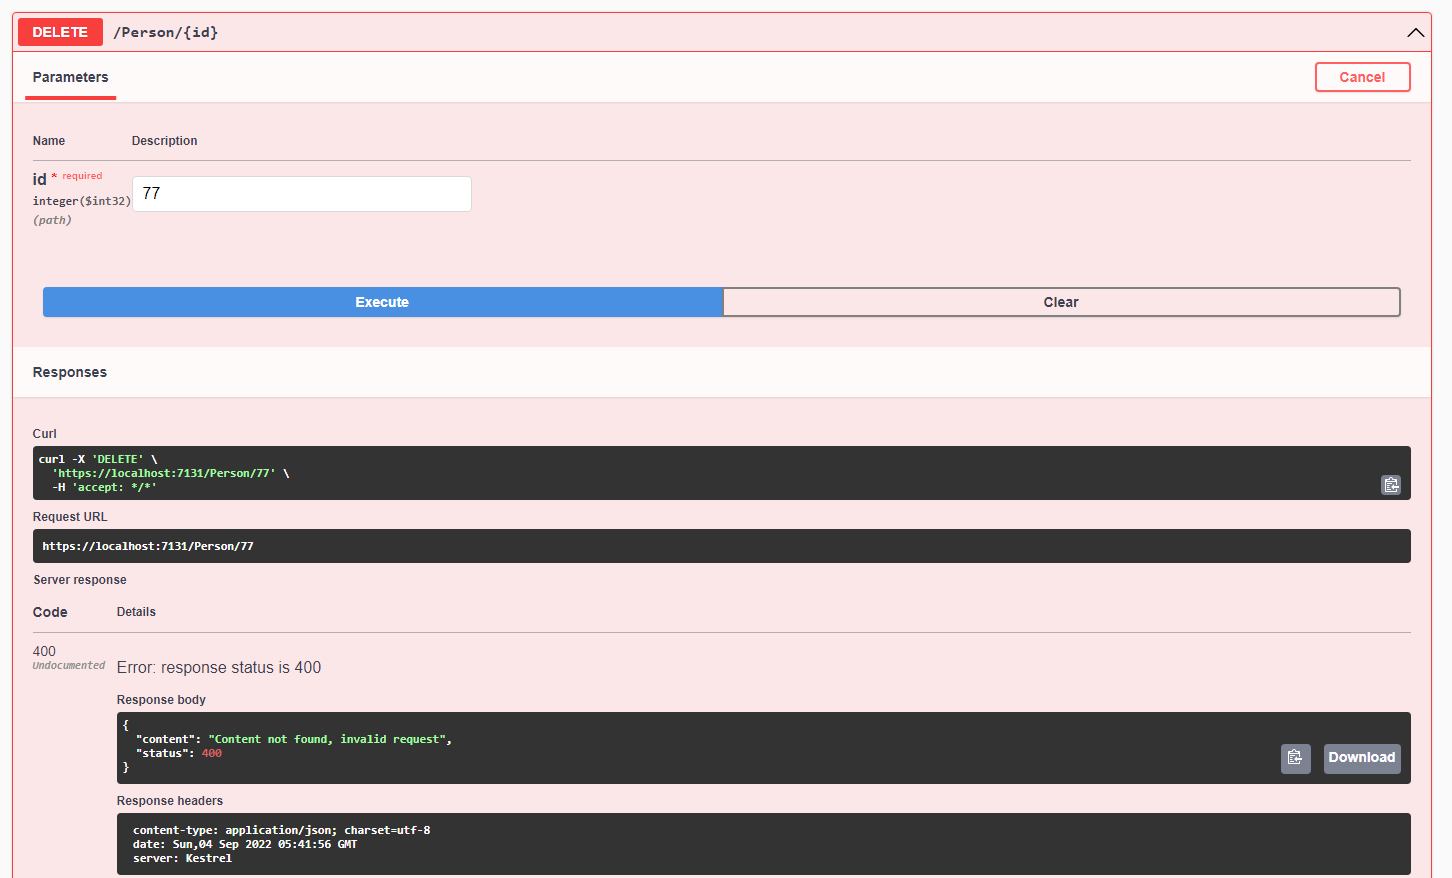 DELETE /Person/{id}
Parameters
Cancel
Name Description
id * required
integer($int32)
(path)
77
Execute Clear
Responses
Curl
curl -X 'DELETE' \
'https://localhost:7131/Person/77' \
-H 'accept: */*'
Request URL
https://localhost:7131/Person/77
Server response
Code Details
400
Undocumented
Error: response status is 400
Response body
{
"content": "Content not found, invalid request",
"status": 400
}
Download
Response headers
content-type: application/json; charset=utf-8
date: Sun,04 Sep 2022 05:41:56 GMT
server: Kestrel